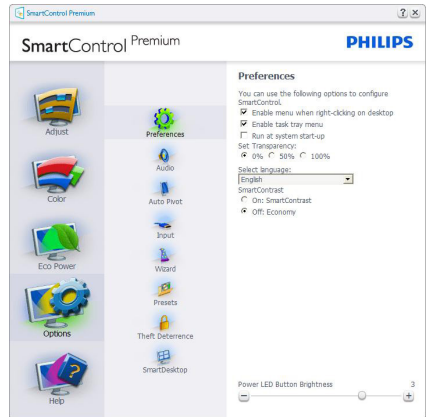 SmartControl Premium
SmartControl Premium
PHILIPS
Adjust
Color
Eco Power
Options
Help
Preferences
Audio
Auto Pivot
Input
Wizard
Presets
Theft Deterrence
SmartDesktop
Preferences
You can use the following options to configure
SmartControl.
Enable menu when right-clicking on desktop
Enable task tray menu
Run at system start-up
Set Transparency:
0% 50% 100%
Select language:
English
SmartContrast
On: SmartContrast
Off: Economy
Power LED Button Brightness 3